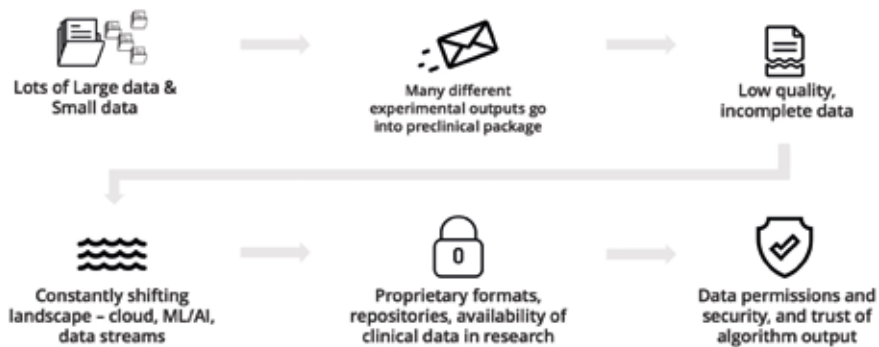 Lots of Large data &
Small data
Many different
experimental outputs go
into preclinical package
Low quality,
incomplete data
Constantly shifting
landscape – cloud, ML/AI,
data streams
0
Proprietary formats,
repositories, availability of
clinical data in research
Data permissions and
security, and trust of
algorithm output